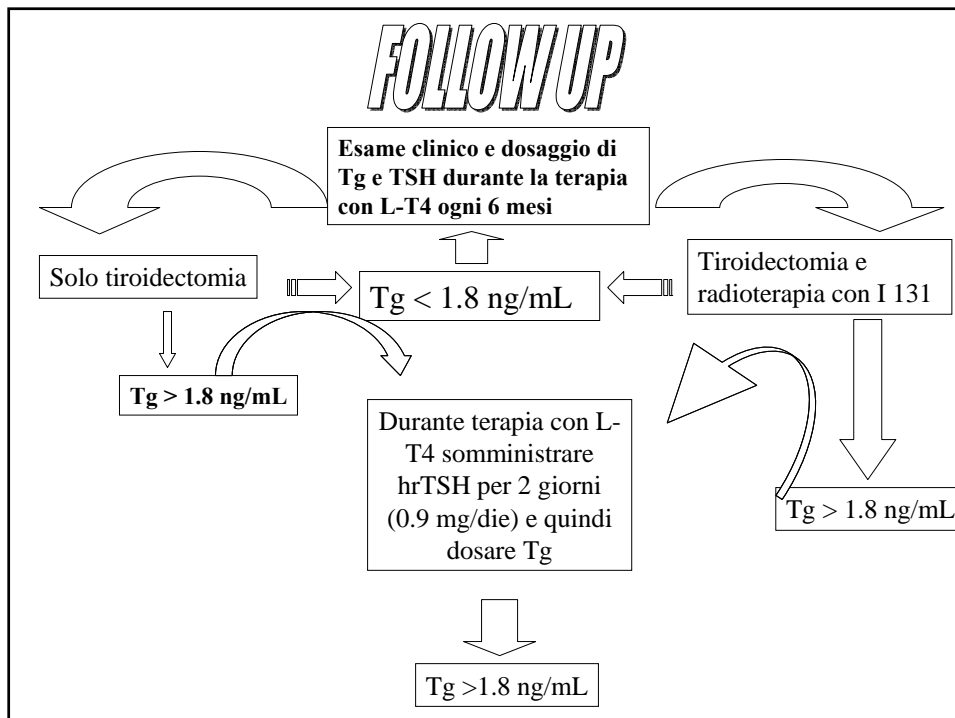 FOLLOW UP
Esame clinico e dosaggio di
Tg e TSH durante la terapia
con L-T4 ogni 6 mesi
Solo tiroidectomia
Tg < 1.8 ng/mL
Tiroidectomia e
radioterapia con I 131
Tg > 1.8 ng/mL
Durante terapia con L-
T4 somministrare
hrTSH per 2 giorni
(0.9 mg/die) e quindi
dosare Tg
Tg > 1.8 ng/mL
Tg >1.8 ng/mL